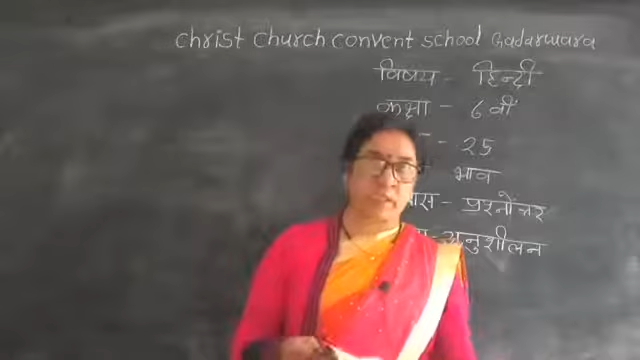 Christ Church convent school Gadarwara
विषय - हिन्दी
कक्षा - 6 वीं
- 25
भाव
- प्रश्नोत्तर
- अनुशीलन